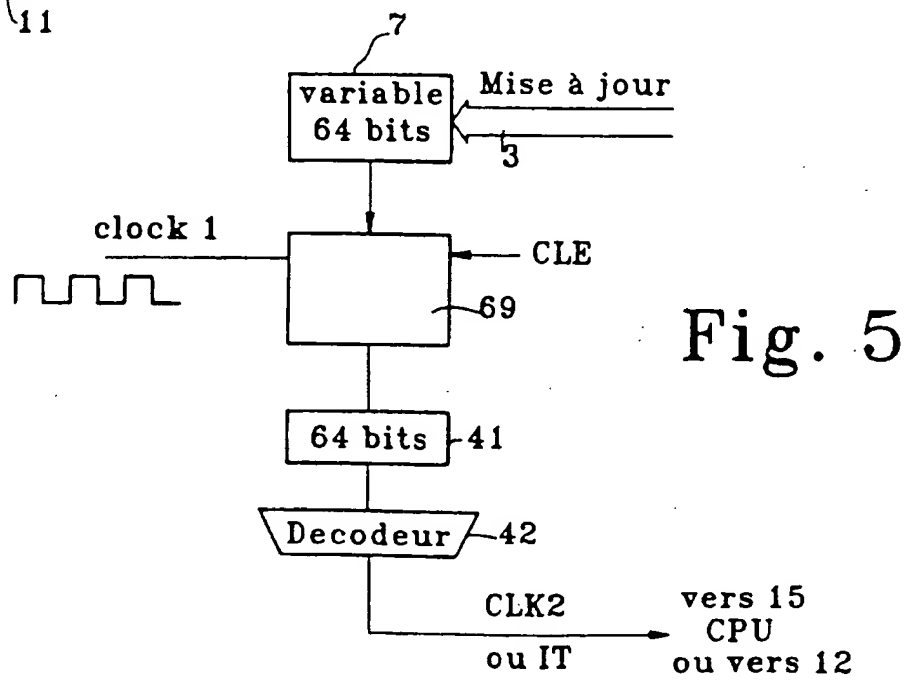 11
7
variable
64 bits
Mise à jour
3
clock 1
CLE
69
Fig. 5
64 bits
41
Decodeur
42
CLK2
ou IT
vers 15
CPU
ou vers 12